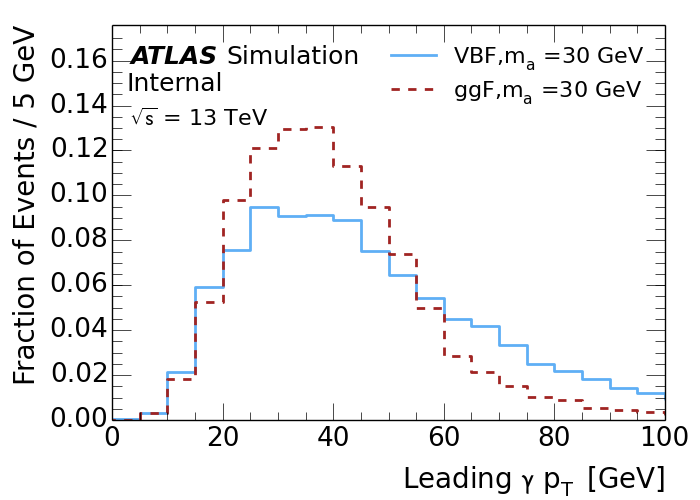 ATLAS Simulation
Internal
√s = 13 TeV
VBF,mₐ =30 GeV
ggF,mₐ =30 GeV
Fraction of Events / 5 GeV
0.16
0.14
0.12
0.10
0.08
0.06
0.04
0.02
0.00
0 20 40 60 80 100
Leading γ p_T [GeV]